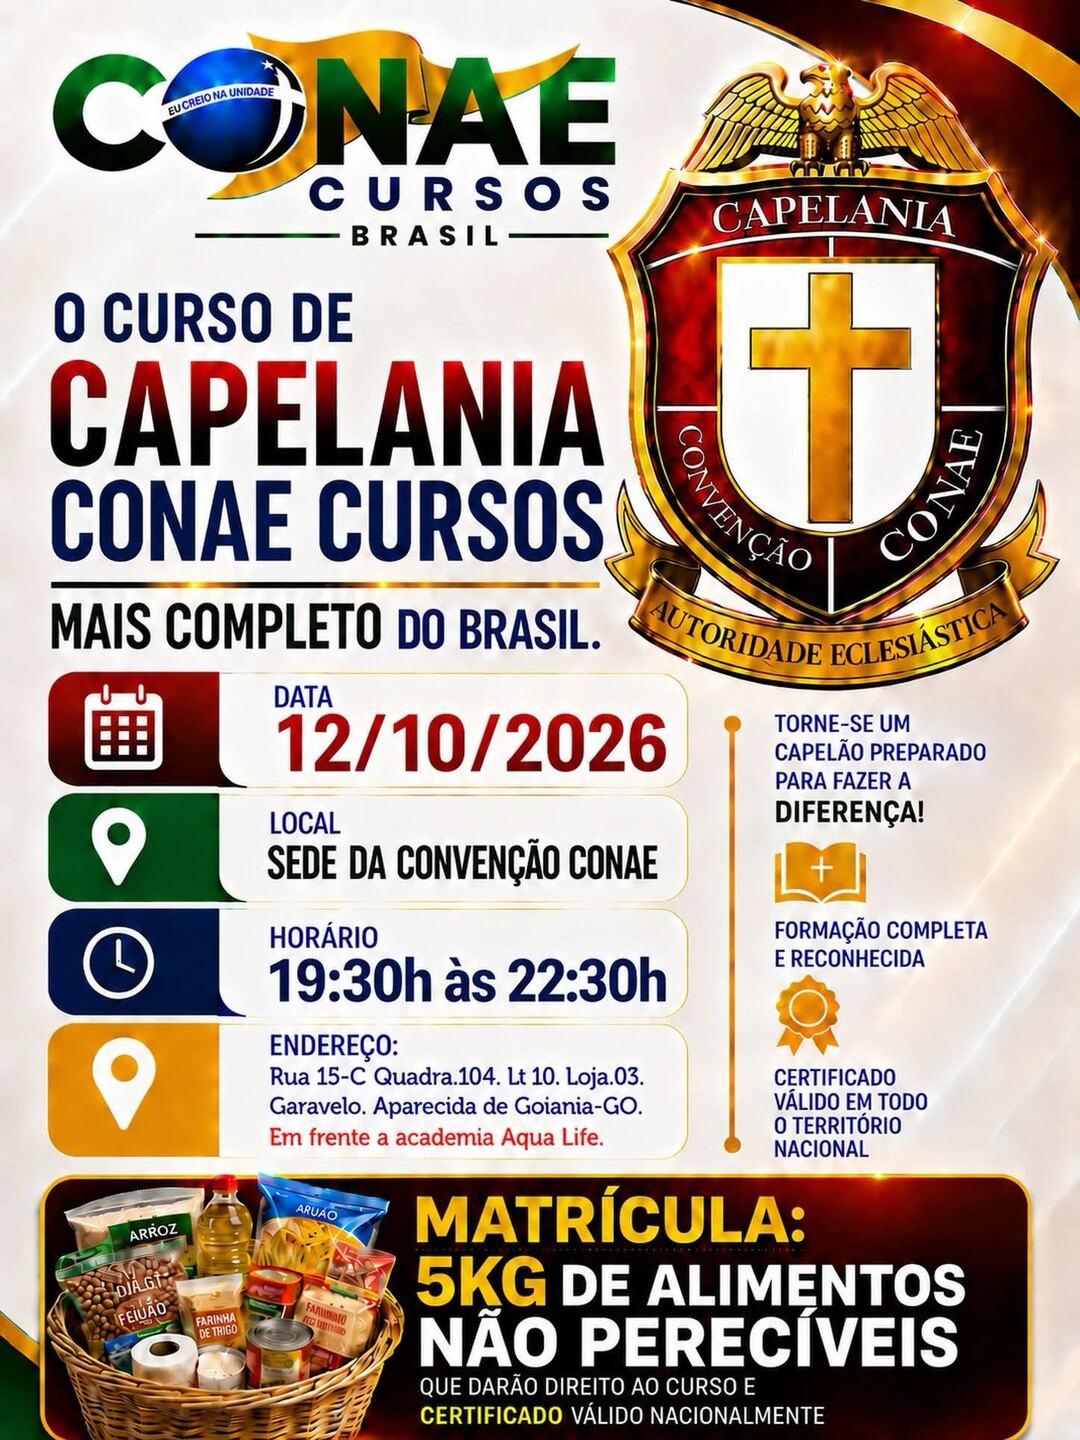 CONAE
EU CREIO NA UNIDADE
CURSOS
BRASIL
CAPELANIA
CONVENÇÃO
CONAE
AUTORIDADE ECLESIÁSTICA
O CURSO DE
CAPELANIA
CONAE CURSOS
MAIS COMPLETO DO BRASIL.
DATA
12/10/2026
LOCAL
SEDE DA CONVENÇÃO CONAE
HORÁRIO
19:30h às 22:30h
ENDEREÇO:
Rua 15-C Quadra.104. Lt 10. Loja.03.
Garavelo. Aparecida de Goiania-GO.
Em frente a academia Aqua Life.
TORNE-SE UM
CAPELÃO PREPARADO
PARA FAZER A
DIFERENÇA!
FORMAÇÃO COMPLETA
E RECONHECIDA
CERTIFICADO
VÁLIDO EM TODO
O TERRITÓRIO
NACIONAL
ARROZ
FEIJÃO
FARINHA
DE TRIGO
MATRÍCULA:
5KG DE ALIMENTOS
NÃO PERECÍVEIS
QUE DARÃO DIREITO AO CURSO E
CERTIFICADO VÁLIDO NACIONALMENTE